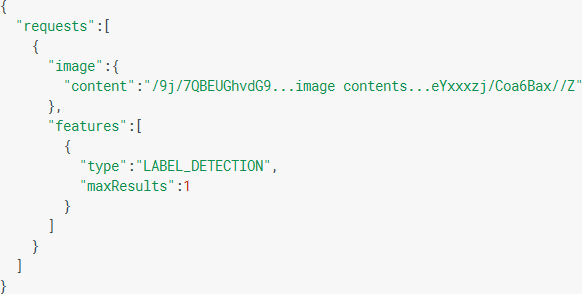 {
  "requests":[
    {
      "image":{
        "content":"/9j/7QBEUGhvdG9...image contents...eYxxxzj/Coa6Bax//Z"
      },
      "features":[
        {
          "type":"LABEL_DETECTION",
          "maxResults":1
        }
      ]
    }
  ]
}